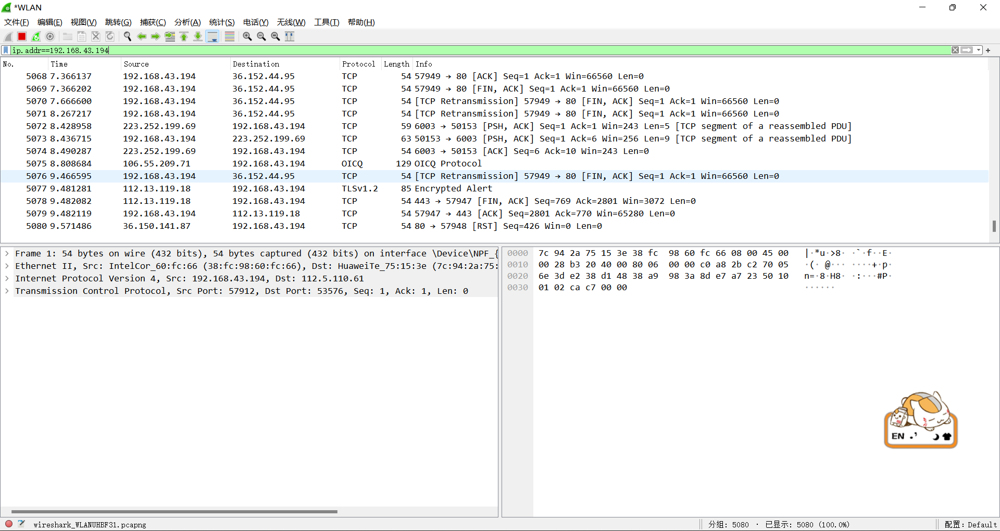 *WLAN
文件(F) 编辑(E) 视图(V) 跳转(G) 捕获(C) 分析(A) 统计(S) 电话(Y) 无线(W) 工具(T) 帮助(H)
ip.addr==192.168.43.194
No. Time Source Destination Protocol Length Info
5068 7.366137 192.168.43.194 36.152.44.95 TCP 54 57949 → 80 [ACK] Seq=1 Ack=1 Win=66560 Len=0
5069 7.366202 192.168.43.194 36.152.44.95 TCP 54 57949 → 80 [FIN, ACK] Seq=1 Ack=1 Win=66560 Len=0
5070 7.666600 192.168.43.194 36.152.44.95 TCP 54 [TCP Retransmission] 57949 → 80 [FIN, ACK] Seq=1 Ack=1 Win=66560 Len=0
5071 8.267217 192.168.43.194 36.152.44.95 TCP 54 [TCP Retransmission] 57949 → 80 [FIN, ACK] Seq=1 Ack=1 Win=66560 Len=0
5072 8.428958 223.252.199.69 192.168.43.194 TCP 59 6003 → 50153 [PSH, ACK] Seq=1 Ack=1 Win=243 Len=5 [TCP segment of a reassembled PDU]
5073 8.436715 192.168.43.194 223.252.199.69 TCP 63 50153 → 6003 [PSH, ACK] Seq=1 Ack=6 Win=256 Len=9 [TCP segment of a reassembled PDU]
5074 8.490287 223.252.199.69 192.168.43.194 TCP 54 6003 → 50153 [ACK] Seq=6 Ack=10 Win=243 Len=0
5075 8.808684 106.55.209.71 192.168.43.194 OICQ 129 OICQ Protocol
5076 9.466595 192.168.43.194 36.152.44.95 TCP 54 [TCP Retransmission] 57949 → 80 [FIN, ACK] Seq=1 Ack=1 Win=66560 Len=0
5077 9.481281 112.13.119.18 192.168.43.194 TLSv1.2 85 Encrypted Alert
5078 9.482082 112.13.119.18 192.168.43.194 TCP 54 443 → 57947 [FIN, ACK] Seq=769 Ack=2801 Win=3072 Len=0
5079 9.482119 192.168.43.194 112.13.119.18 TCP 54 57947 → 443 [ACK] Seq=2801 Ack=770 Win=65280 Len=0
5080 9.571486 36.150.141.87 192.168.43.194 TCP 54 80 → 57948 [RST] Seq=426 Win=0 Len=0
Frame 1: 54 bytes on wire (432 bits), 54 bytes captured (432 bits) on interface \Device\NPF_{
Ethernet II, Src: IntelCor_60:fc:66 (38:fc:98:60:fc:66), Dst: HuaweiTe_75:15:3e (7c:94:2a:75:
Internet Protocol Version 4, Src: 192.168.43.194, Dst: 112.5.110.61
Transmission Control Protocol, Src Port: 57912, Dst Port: 53576, Seq: 1, Ack: 1, Len: 0
0000 7c 94 2a 75 15 3e 38 fc 98 60 fc 66 08 00 45 00 |·*u·>8· ·`·f··E·
0010 00 28 b3 20 40 00 80 06 00 00 c0 a8 2b c2 70 05 ·(· @··· ····+·p·
0020 6e 3d e2 38 d1 48 38 a9 98 3a 8d e7 a7 23 50 10 n=·8·H8· ·:···#P·
0030 01 02 ca c7 00 00 ······
EN
wireshark_WLANUHBF31.pcapng
分组: 5080 · 已显示: 5080 (100.0%)
配置: Default